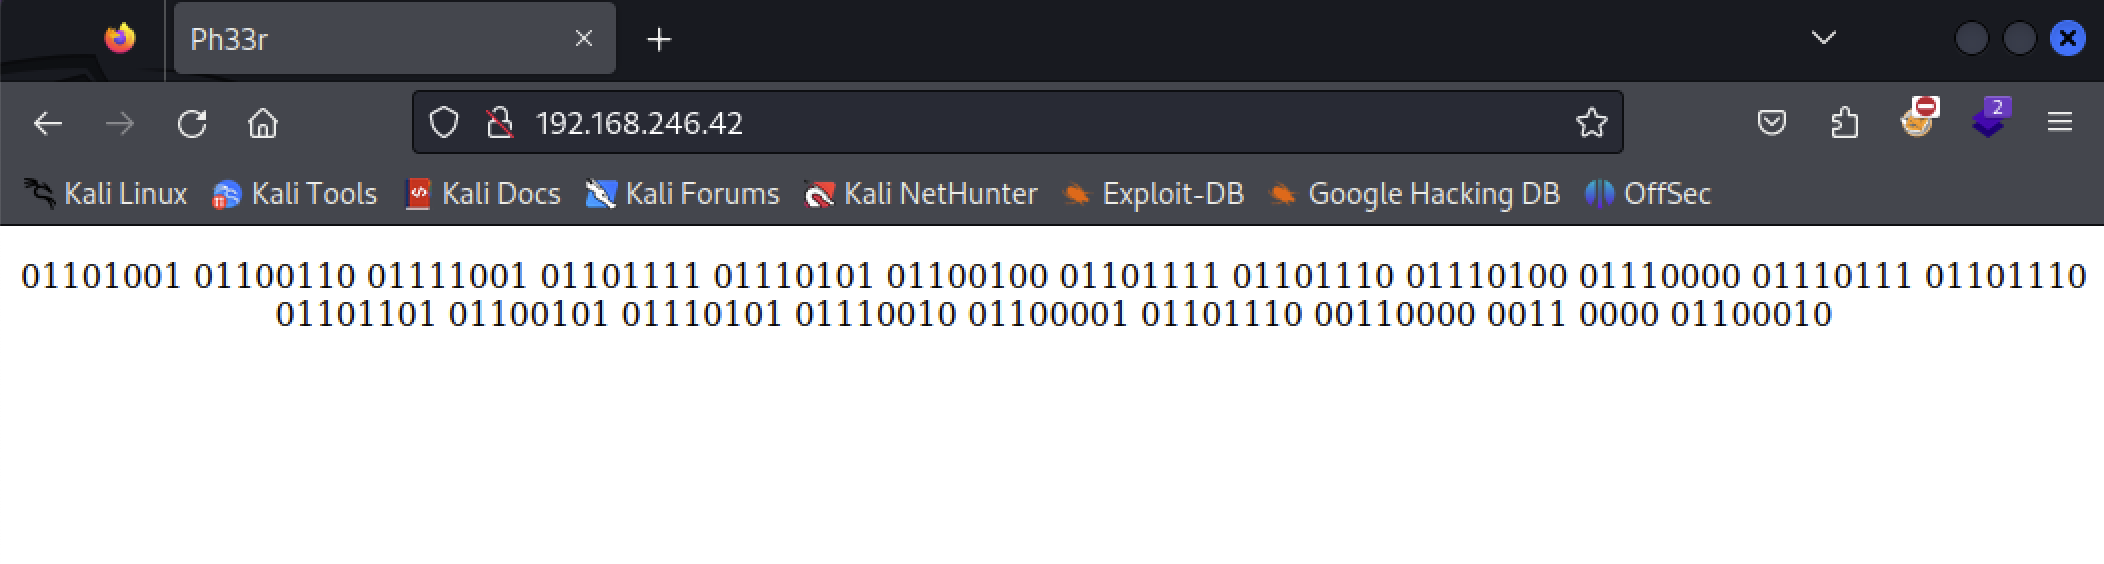 Ph33r
192.168.246.42
2
Kali Linux Kali Tools Kali Docs Kali Forums Kali NetHunter Exploit-DB Google Hacking DB OffSec
01101001 01100110 01111001 01101111 01110101 01100100 01101111 01101110 01110100 01110000 01110111 01101110
01101101 01100101 01110101 01110010 01100001 01101110 00110000 0011 0000 01100010